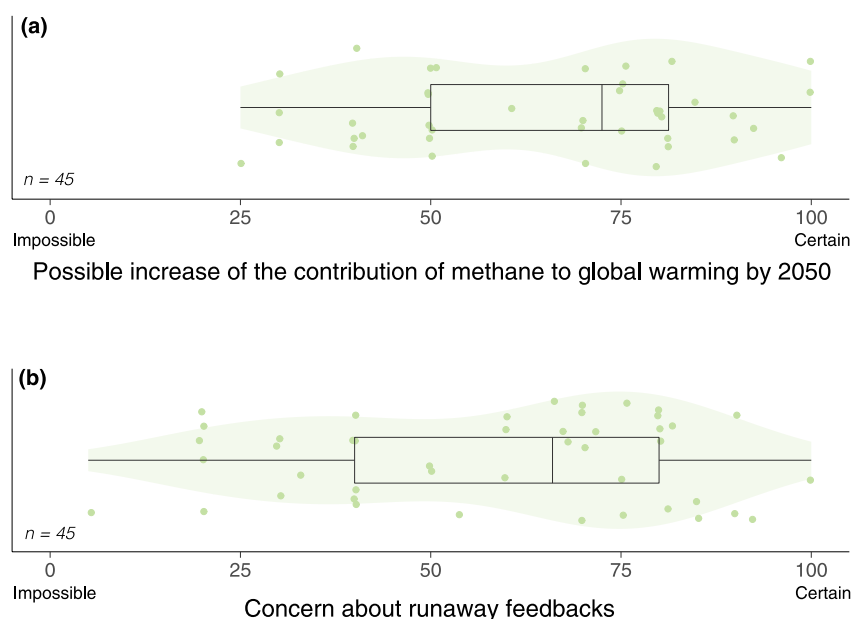 (a)
n = 45
0 25 50 75 100
Impossible Certain
Possible increase of the contribution of methane to global warming by 2050
(b)
n = 45
0 25 50 75 100
Impossible Certain
Concern about runaway feedbacks